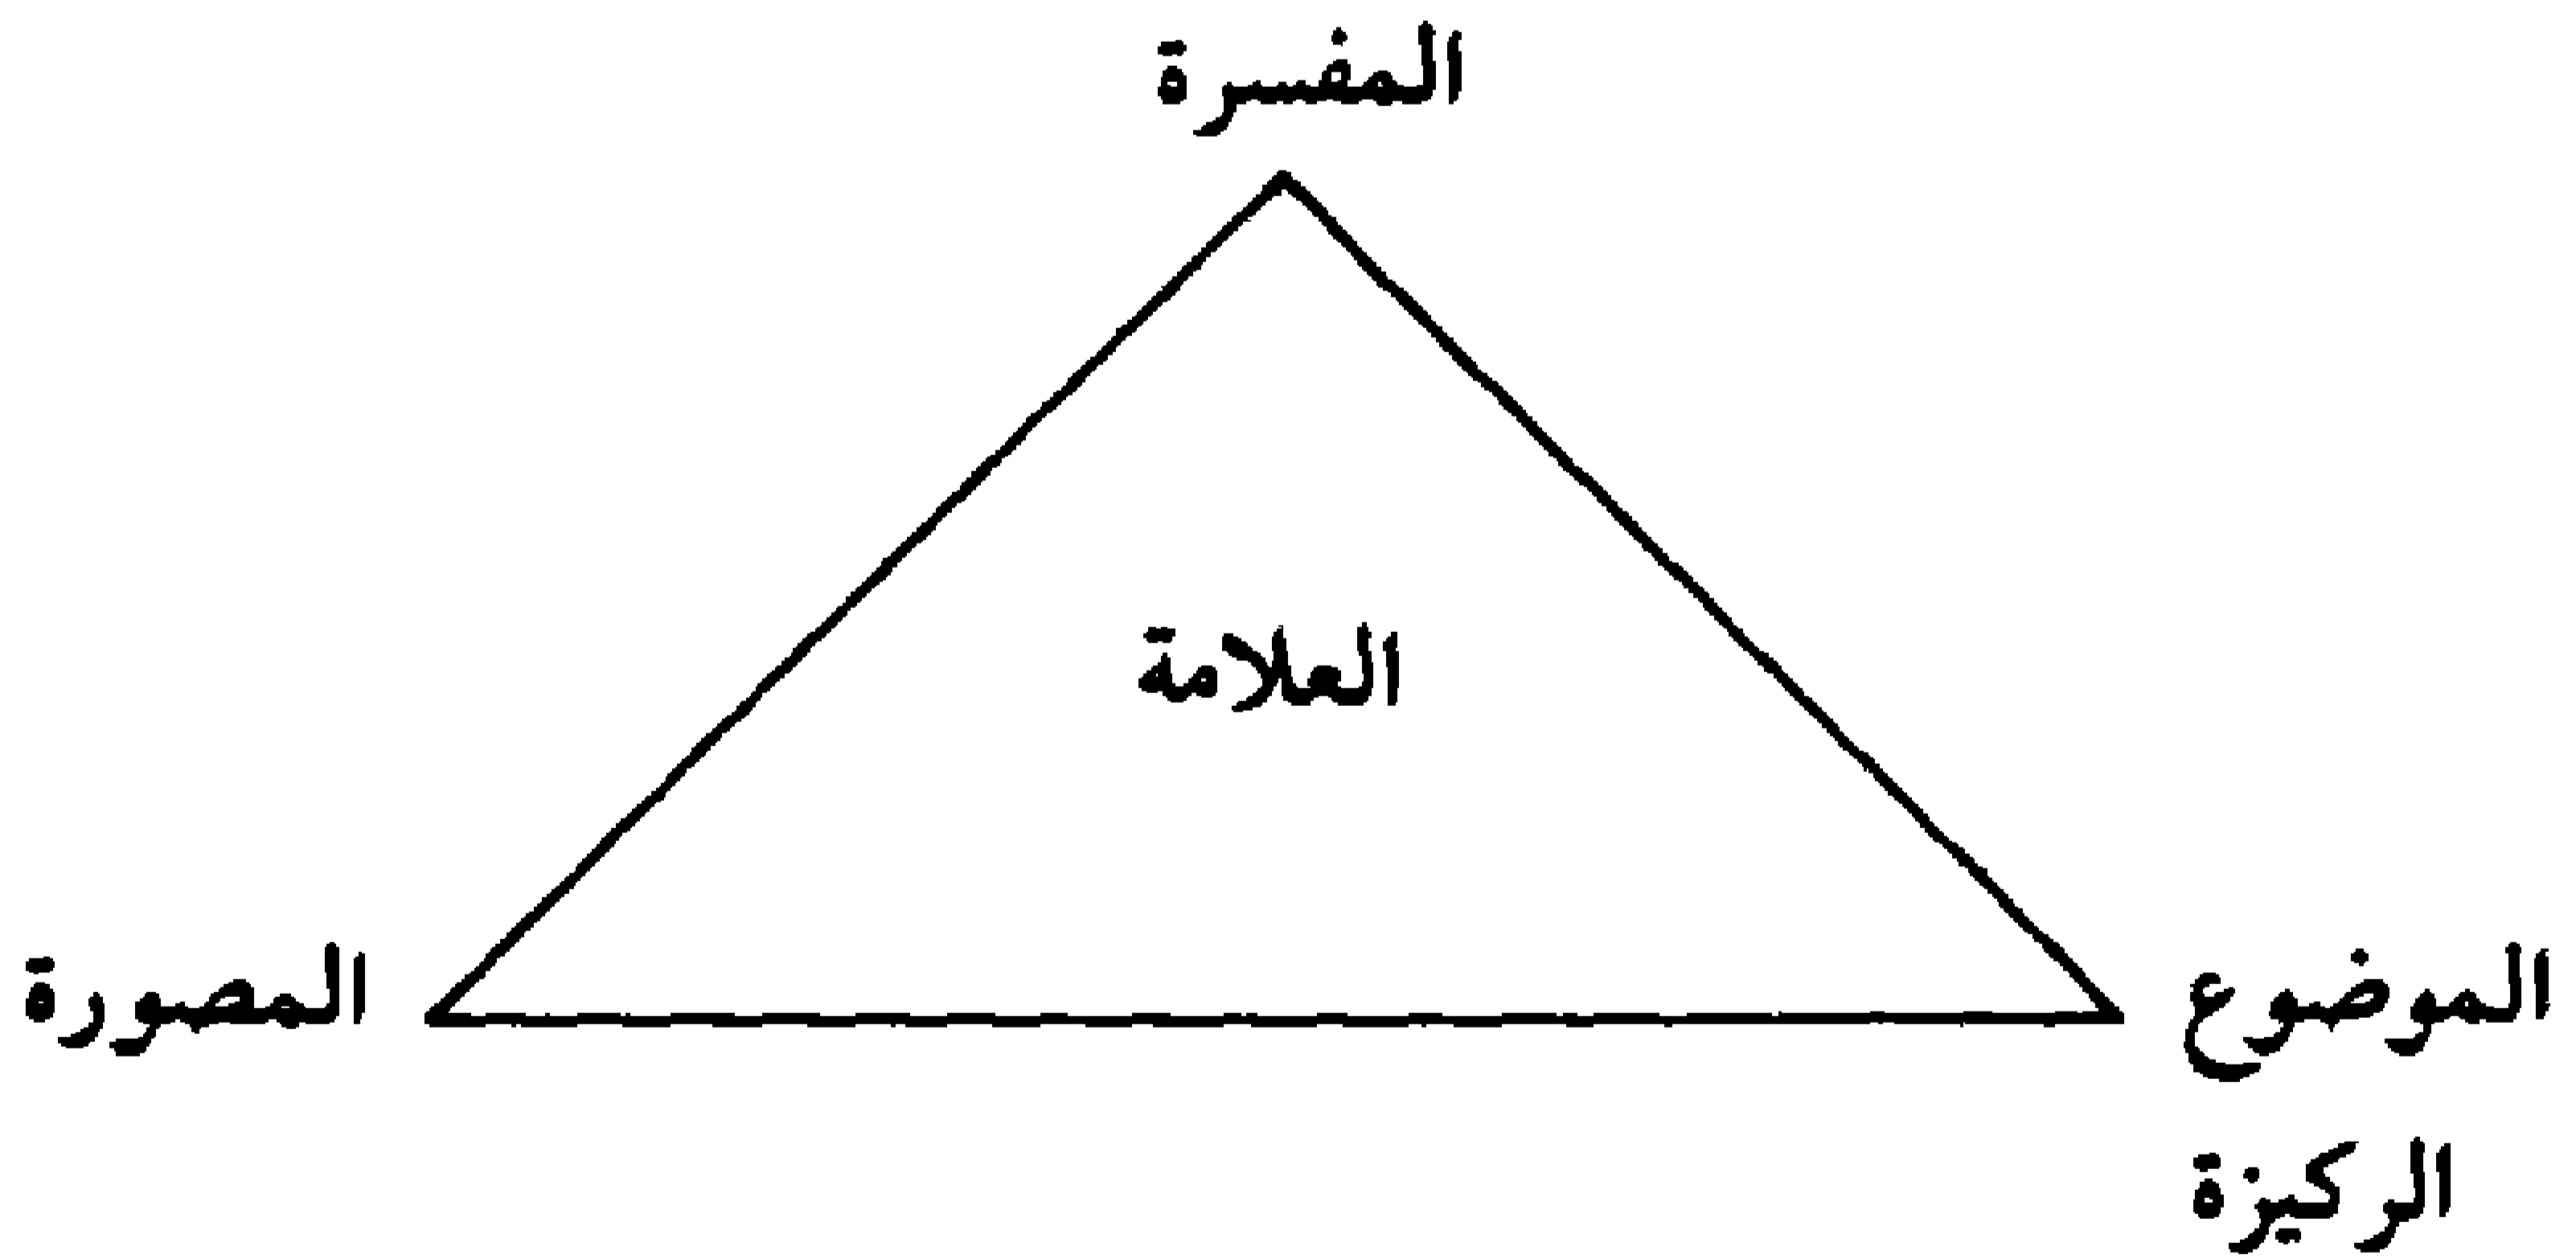 المفسرة
العلامة
الموضوع
المصورة
الركيزة